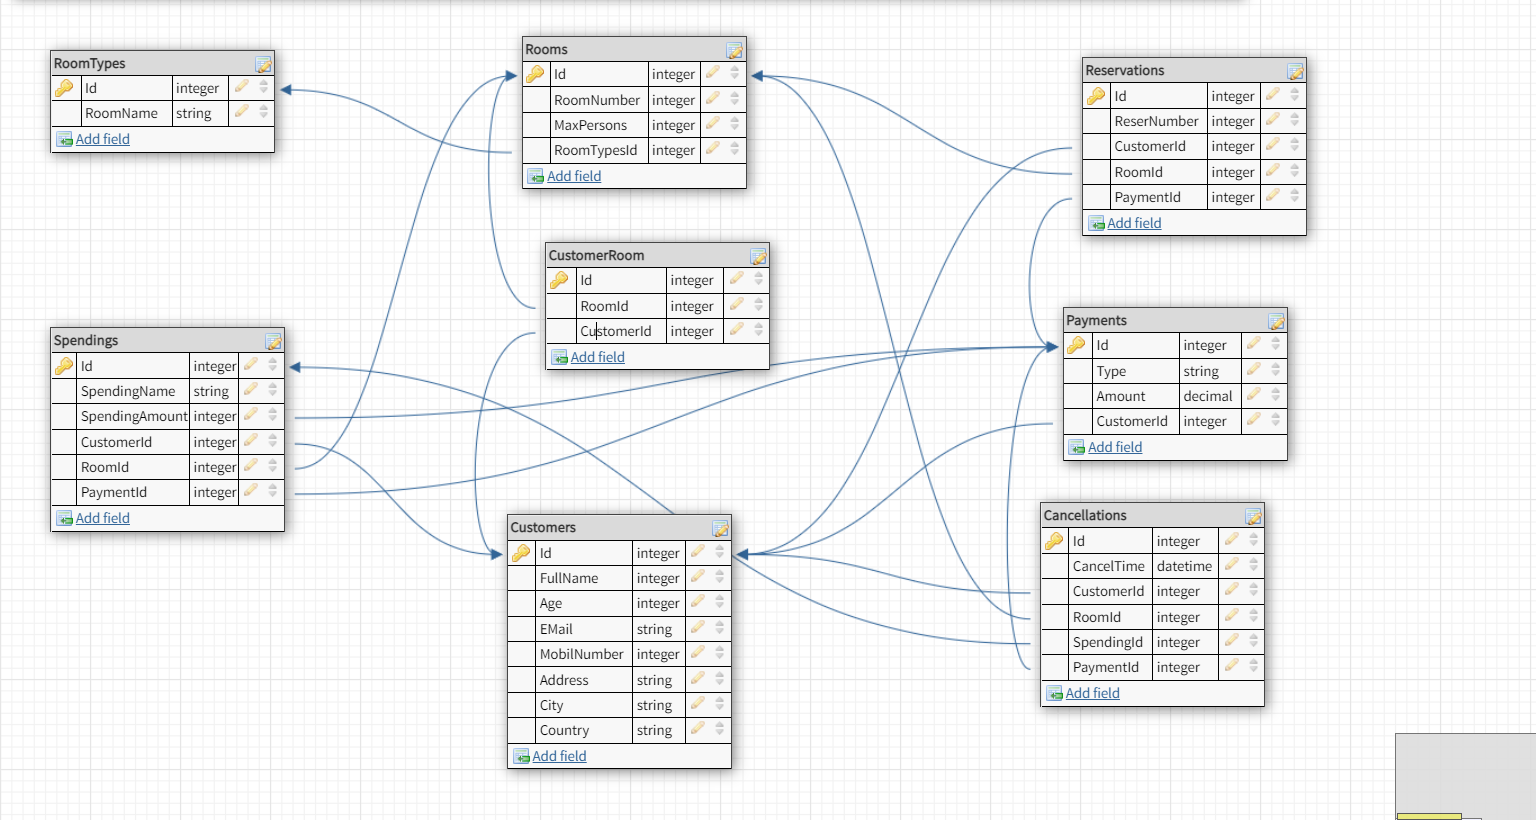 RoomTypes
Id integer
RoomName string
Add field
Rooms
Id integer
RoomNumber integer
MaxPersons integer
RoomTypesId integer
Add field
Reservations
Id integer
ReserNumber integer
CustomerId integer
RoomId integer
PaymentId integer
Add field
CustomerRoom
Id integer
RoomId integer
CustomerId integer
Add field
Spendings
Id integer
SpendingName string
SpendingAmount integer
CustomerId integer
RoomId integer
PaymentId integer
Add field
Payments
Id integer
Type string
Amount decimal
CustomerId integer
Add field
Customers
Id integer
FullName integer
Age integer
EMail string
MobilNumber integer
Address string
City string
Country string
Add field
Cancellations
Id integer
CancelTime datetime
CustomerId integer
RoomId integer
SpendingId integer
PaymentId integer
Add field